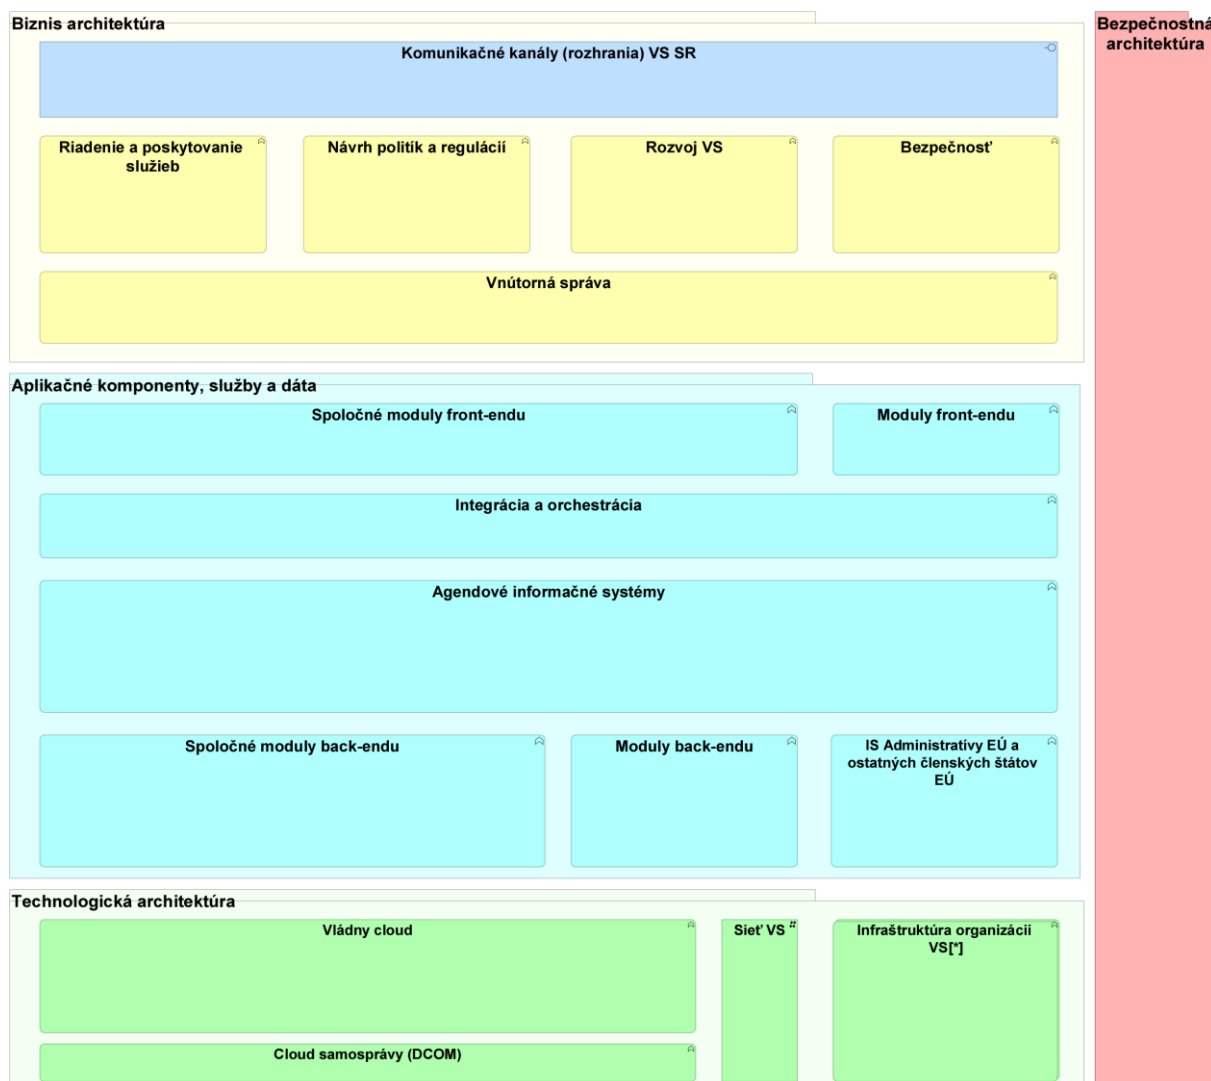 Biznis architektúra
Bezpečnostná
architektúra
Komunikačné kanály (rozhrania) VS SR
Riadenie a poskytovanie
služieb
Návrh politík a regulácií
Rozvoj VS
Bezpečnosť
Vnútorná správa
Aplikačné komponenty, služby a dáta
Spoločné moduly front-endu
Moduly front-endu
Integrácia a orchestrácia
Agendové informačné systémy
Spoločné moduly back-endu
Moduly back-endu
IS Administratívy EÚ a
ostatných členských štátov
EÚ
Technologická architektúra
Vládny cloud
Sieť VS
Infraštruktúra organizácií
VS[*]
Cloud samosprávy (DCOM)